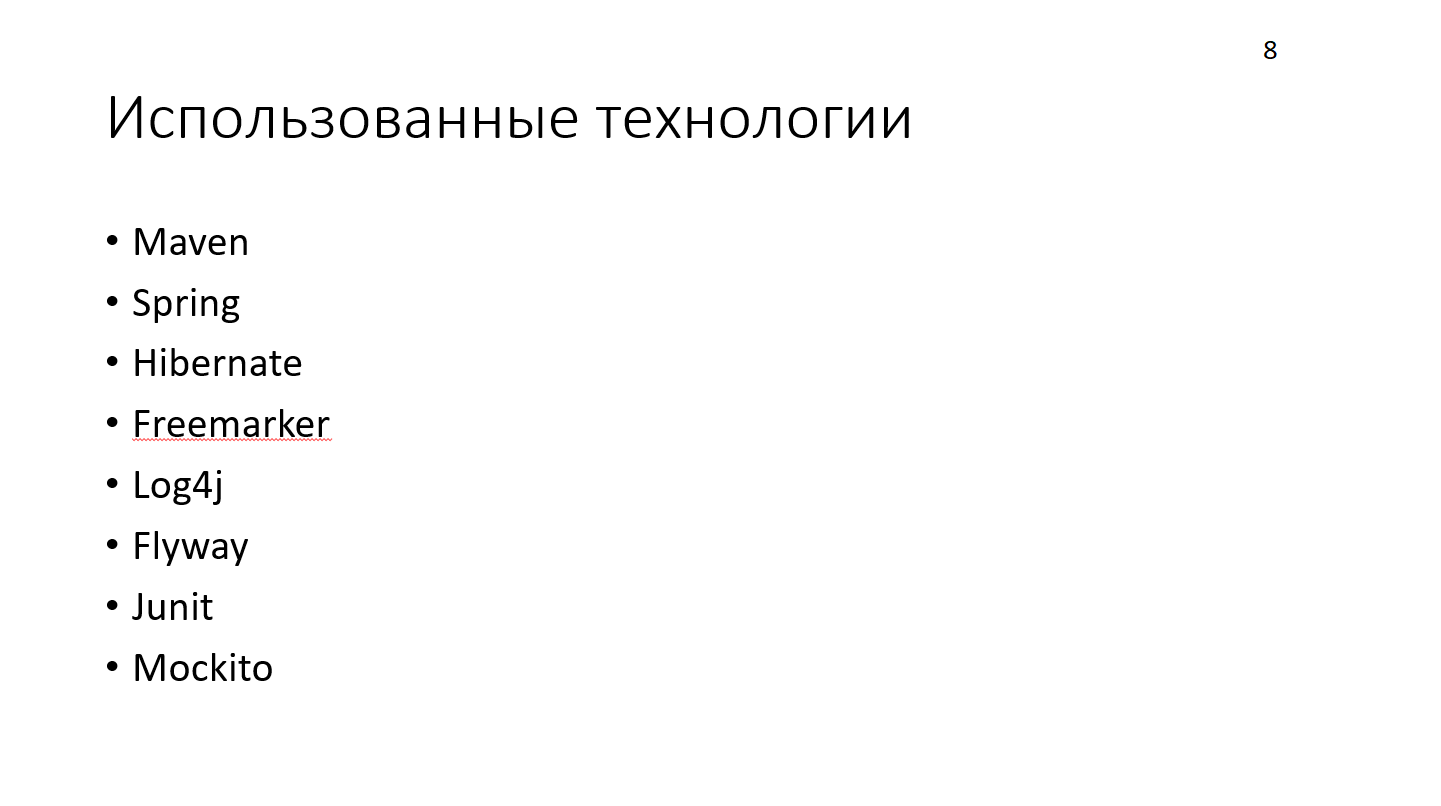 8
Использованные технологии
• Maven
• Spring
• Hibernate
• Freemarker
• Log4j
• Flyway
• Junit
• Mockito